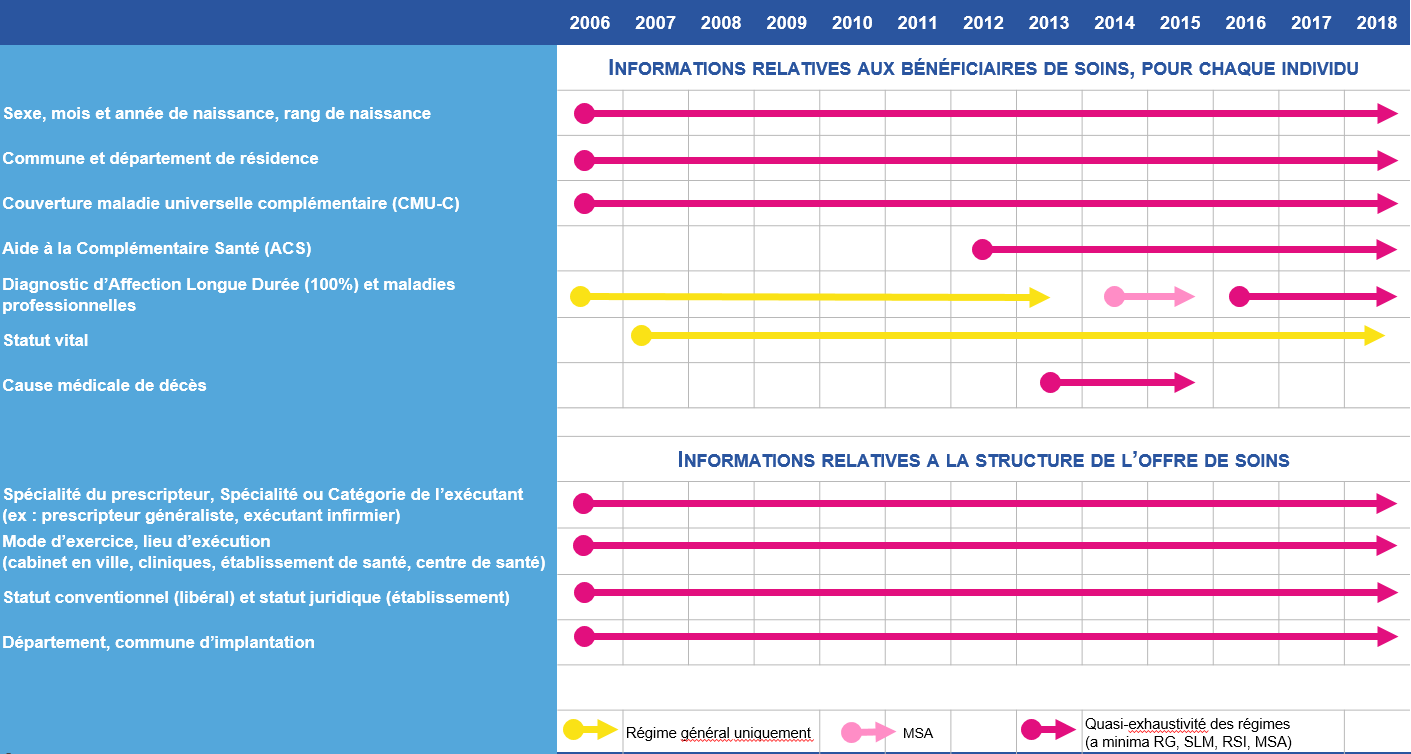 2006 2007 2008 2009 2010 2011 2012 2013 2014 2015 2016 2017 2018
INFORMATIONS RELATIVES AUX BÉNÉFICIAIRES DE SOINS, POUR CHAQUE INDIVIDU
Sexe, mois et année de naissance, rang de naissance
Commune et département de résidence
Couverture maladie universelle complémentaire (CMU-C)
Aide à la Complémentaire Santé (ACS)
Diagnostic d’Affection Longue Durée (100%) et maladies
professionnelles
Statut vital
Cause médicale de décès
INFORMATIONS RELATIVES A LA STRUCTURE DE L’OFFRE DE SOINS
Spécialité du prescripteur, Spécialité ou Catégorie de l’exécutant
(ex : prescripteur généraliste, exécutant infirmier)
Mode d’exercice, lieu d’exécution
(cabinet en ville, cliniques, établissement de santé, centre de santé)
Statut conventionnel (libéral) et statut juridique (établissement)
Département, commune d’implantation
Régime général uniquement
MSA
Quasi-exhaustivité des régimes
(a minima RG, SLM, RSI, MSA)